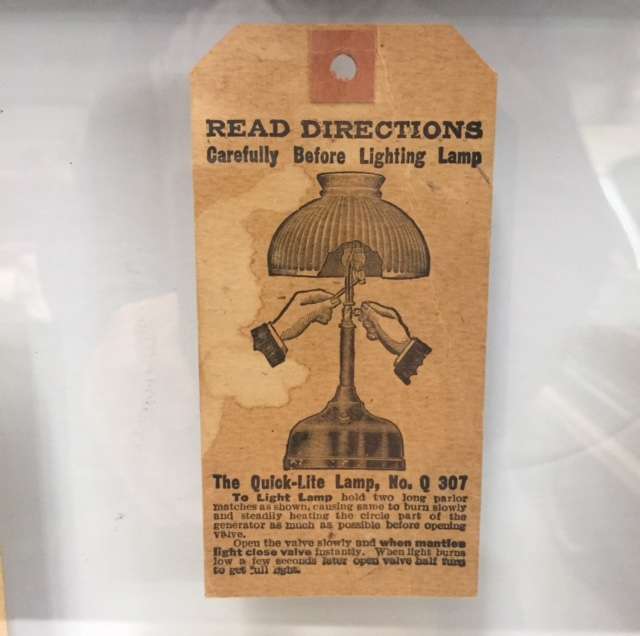 READ DIRECTIONS
Carefully Before Lighting Lamp
The Quick-Lite Lamp, No. Q 307
To Light Lamp hold two long parlor
matches as shown, causing same to burn slowly
and steadily heating the circle part of the
generator as much as possible before opening
valve.
Open the valve slowly and when mantles
light close valve instantly. When light burns
low a few seconds later open valve half turn
to get full light.